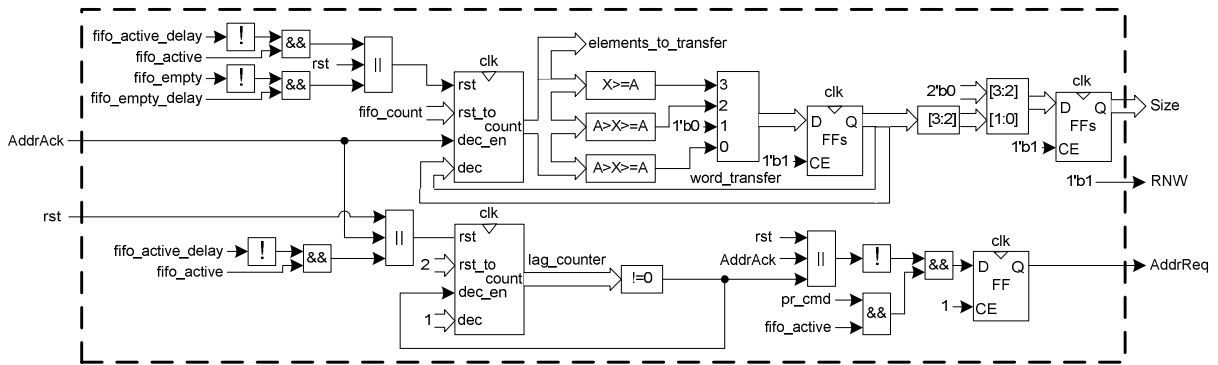 fifo_active_delay
!
fifo_active
&&
fifo_empty
!
fifo_empty_delay
&&
rst
||
fifo_count
AddrAck
clk
rst
rst_to
count
dec_en
dec
elements_to_transfer
X>=A
A>X>=A
A>X>=A
1'b0
3
2
1
0
word_transfer
clk
D Q
FFs
1'b1
CE
[3:2]
2'b0
[3:2]
[1:0]
clk
D Q
FFs
1'b1
CE
Size
1'b1
RNW
rst
fifo_active_delay
!
fifo_active
&&
||
clk
rst
2
rst_to
count
dec_en
1
dec
lag_counter
!=0
rst
AddrAck
||
!
pr_cmd
fifo_active
&&
&&
clk
D Q
FF
1
CE
AddrReq